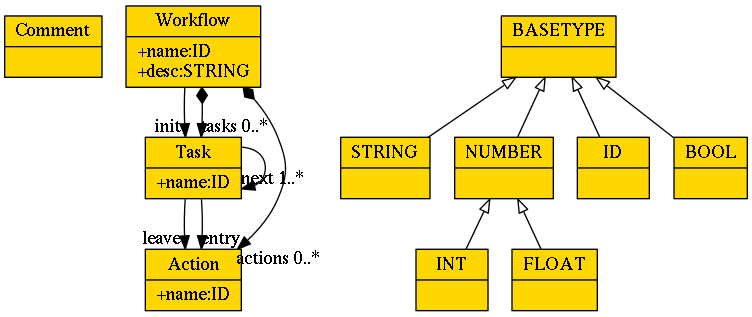 Comment
Workflow
+name:ID
+desc:STRING
BASETYPE
init
tasks 0..*
Task
+name:ID
next 1..*
STRING
NUMBER
ID
BOOL
leave
entry
actions 0..*
Action
+name:ID
INT
FLOAT